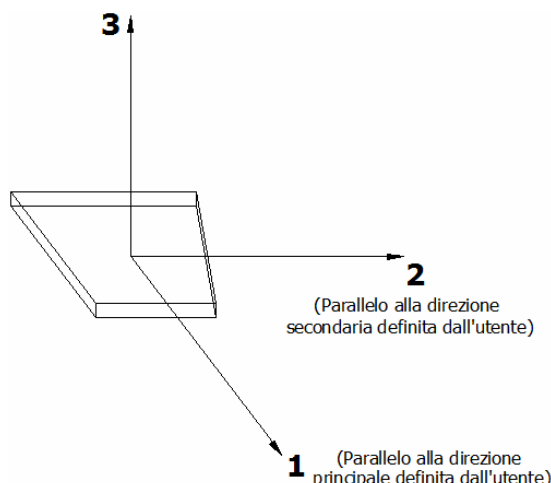 3
2
(Parallelo alla direzione
secondaria definita dall'utente)
1
(Parallelo alla direzione
principale definita dall'utente)